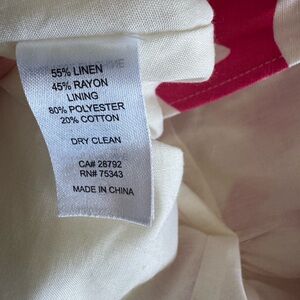 55% LINEN
45% RAYON
LINING
80% POLYESTER
20% COTTON
DRY CLEAN
CA# 28792
RN# 75343
MADE IN CHINA